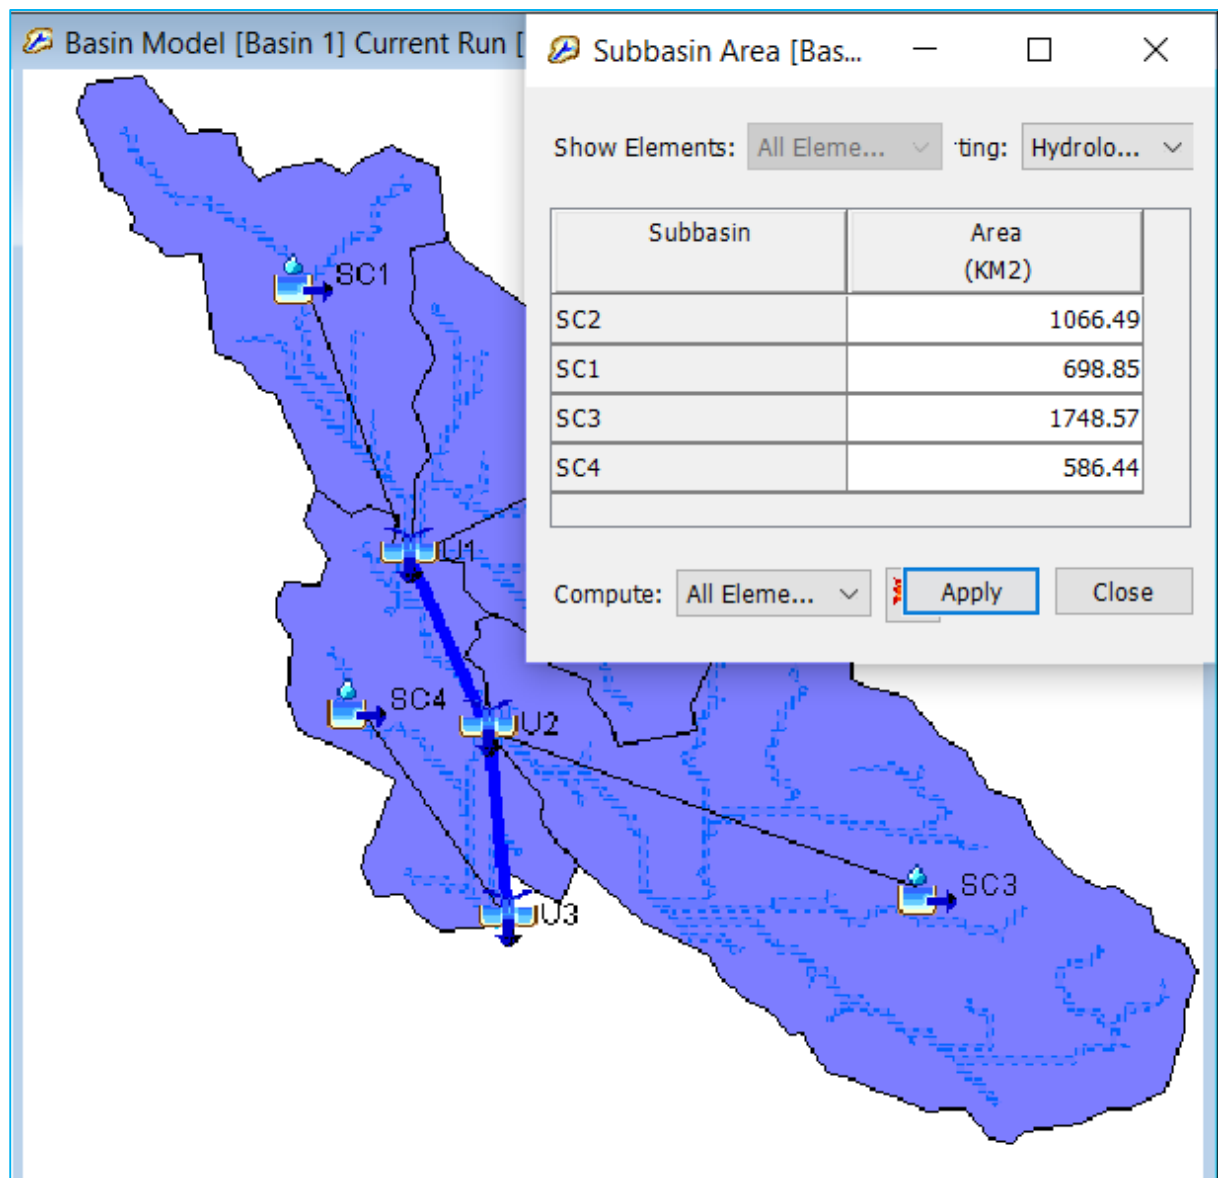 Basin Model [Basin 1] Current Run [
Subbasin Area [Bas...
Show Elements: All Eleme... ting: Hydrolo...
Subbasin Area
(KM2)
SC2 1066.49
SC1 698.85
SC3 1748.57
SC4 586.44
Compute: All Eleme... Apply Close
SC1
U1
SC4
U2
SC3
U3